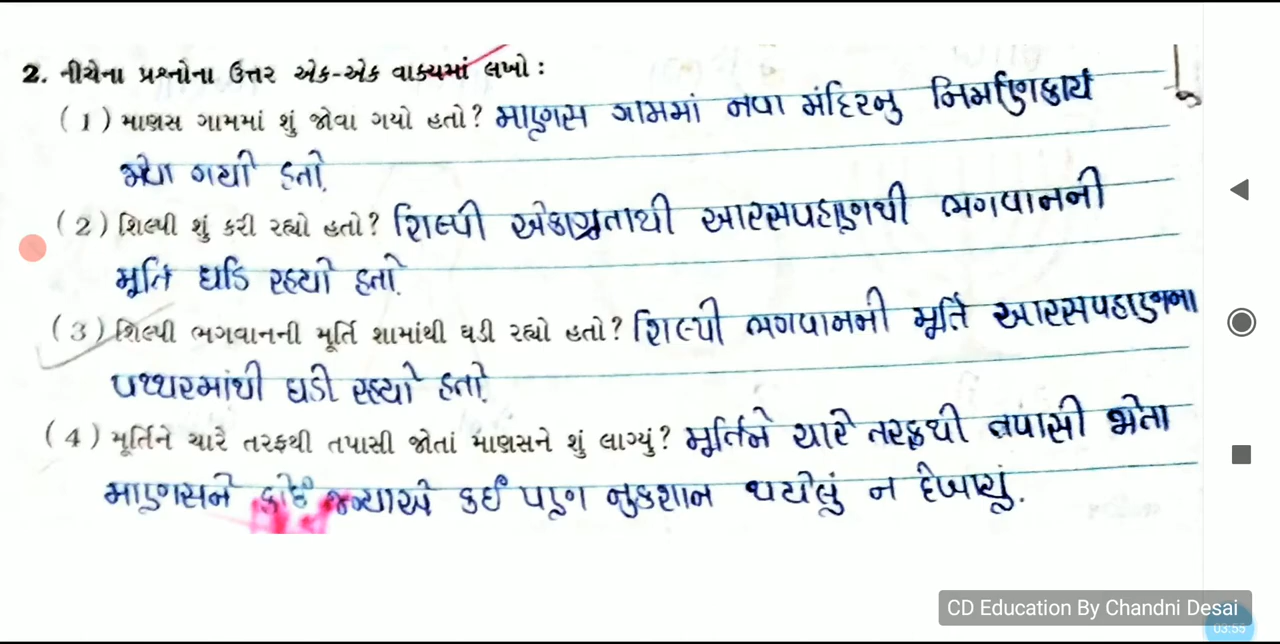 2. નીચેના પ્રશ્નોના ઉત્તર એક-એક વાક્યમાં લખો :
(1) માણસ ગામમાં શું જોવા ગયો હતો? માણસ ગામમાં નવા મંદિરનુ નિર્માણકાર્ય
જોવા ગયો હતો.
(2) શિલ્પી શું કરી રહ્યો હતો? શિલ્પી એકાગ્રતાથી આરસપહાણથી ભગવાનની
મૂર્તિ ઘડિ રહ્યો હતો.
(3) શિલ્પી ભગવાનની મૂર્તિ શામાંથી ઘડી રહ્યો હતો? શિલ્પી ભગવાનની મૂર્તિ આરસપહાણના
પથ્થરમાંથી ઘડી રહ્યો હતો.
(4) મૂર્તિને ચારે તરફથી તપાસી જોતાં માણસને શું લાગ્યું? મૂર્તિને ચારે તરફથી તપાસી જોતા
માણસને કોઈ જગ્યાએ કઈ પણ નુકશાન થયેલું ન દેખાયું.
CD Education By Chandni Desai
03:55